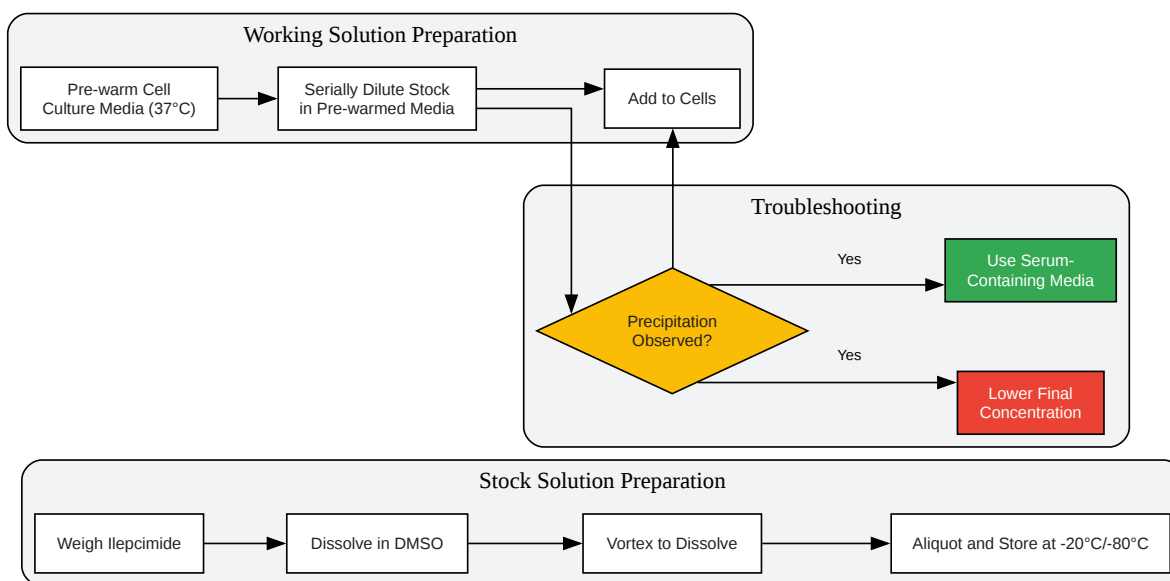 Working Solution Preparation
Pre-warm Cell
Culture Media (37°C)
Serially Dilute Stock
in Pre-warmed Media
Add to Cells
Troubleshooting
Precipitation
Observed?
Yes
Use Serum-
Containing Media
Yes
Lower Final
Concentration
Stock Solution Preparation
Weigh Ilepcimide
Dissolve in DMSO
Vortex to Dissolve
Aliquot and Store at -20°C/-80°C